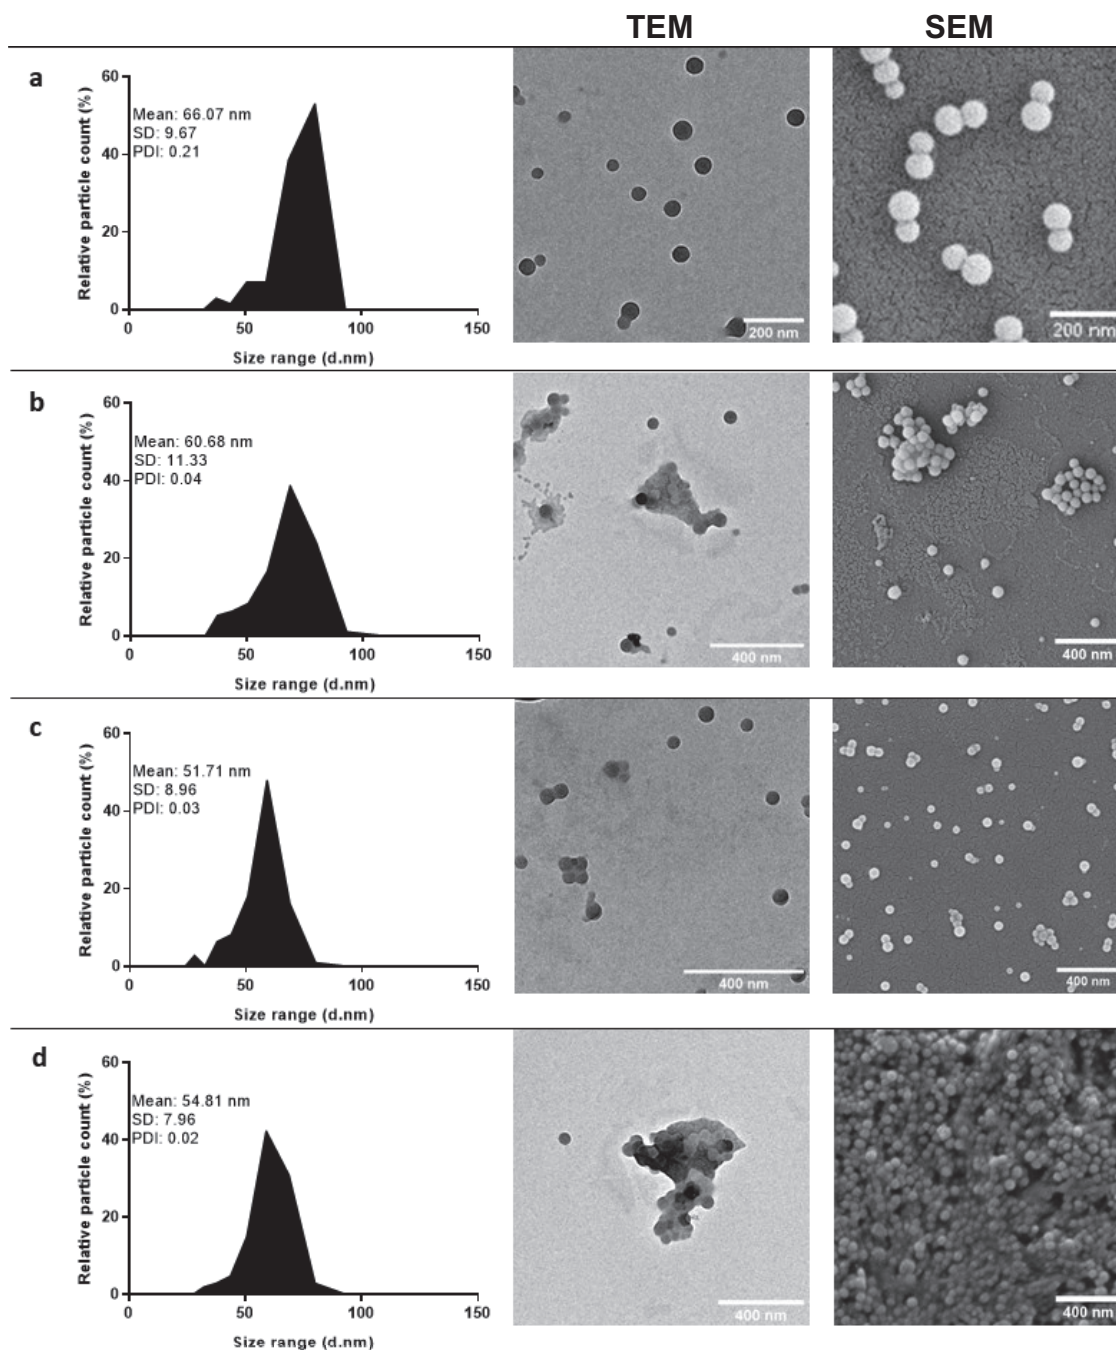 TEM
SEM
a
Relative particle count (%)
60
40
20
0
Mean: 66.07 nm
SD: 9.67
PDI: 0.21
0
50
100
150
Size range (d.nm)
200 nm
200 nm
b
Relative particle count (%)
60
40
20
0
Mean: 60.68 nm
SD: 11.33
PDI: 0.04
0
50
100
150
Size range (d.nm)
400 nm
400 nm
c
Relative particle count (%)
60
40
20
0
Mean: 51.71 nm
SD: 8.96
PDI: 0.03
0
50
100
150
Size range (d.nm)
400 nm
400 nm
d
Relative particle count (%)
60
40
20
0
Mean: 54.81 nm
SD: 7.96
PDI: 0.02
0
50
100
150
Size range (d.nm)
400 nm
400 nm